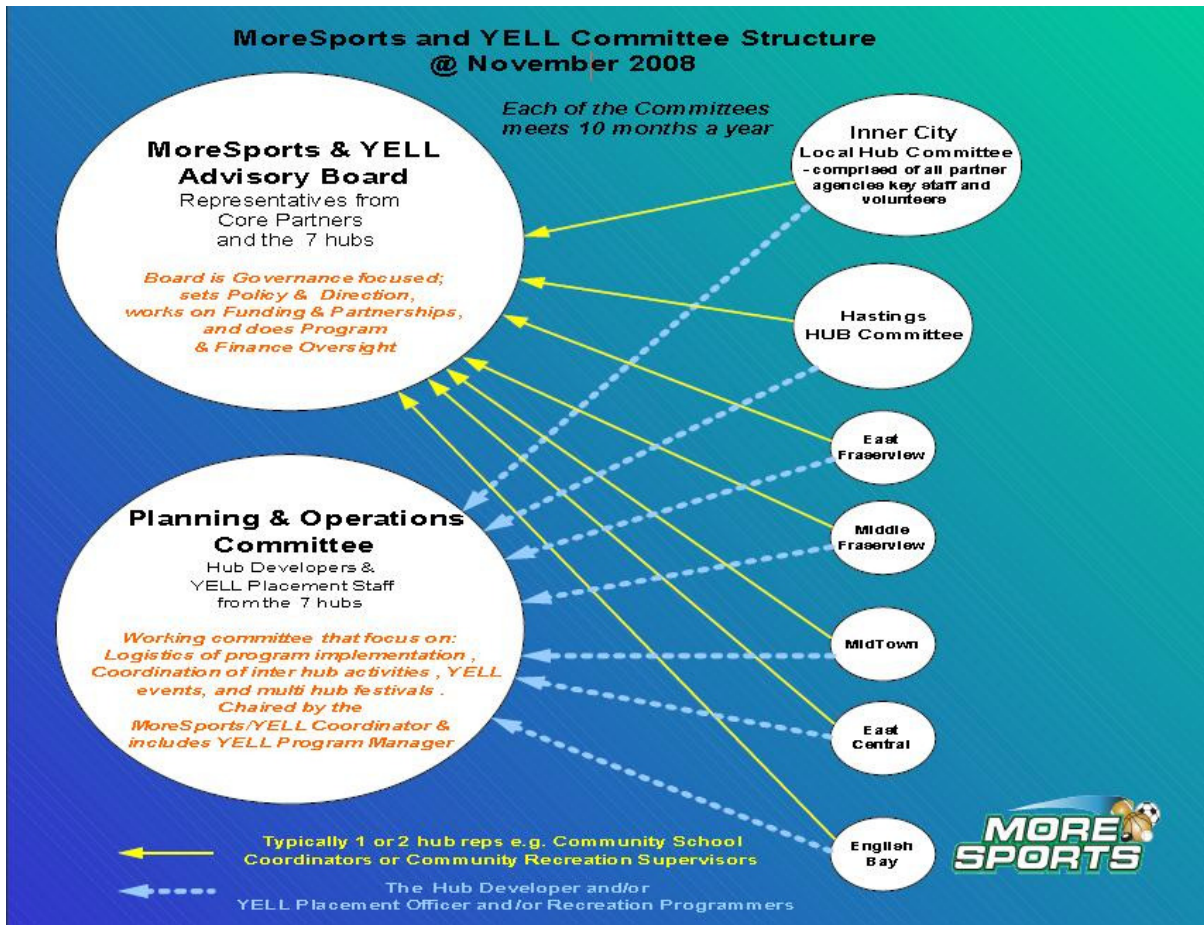 MoreSports and YELL Committee Structure
@ November 2008
Each of the Committees
meets 10 months a year
MoreSports & YELL
Advisory Board
Representatives from
Core Partners
and the 7 hubs
Board is Governance focused;
sets Policy & Direction,
works on Funding & Partnerships,
and does Program
& Finance Oversight
Planning & Operations
Committee
Hub Developers &
YELL Placement Staff
from the 7 hubs
Working committee that focus on:
Logistics of program implementation ,
Coordination of inter hub activities , YELL
events, and multi hub festivals .
Chaired by the
MoreSports/YELL Coordinator &
includes YELL Program Manager
Inner City
Local Hub Committee
- comprised of all partner
agencies key staff and
volunteers
Hastings
HUB Committee
East
Fraserview
Middle
Fraserview
MidTown
East
Central
English
Bay
Typically 1 or 2 hub reps e.g. Community School
Coordinators or Community Recreation Supervisors
The Hub Developer and/or
YELL Placement Officer and/or Recreation Programmers
MORE
SPORTS